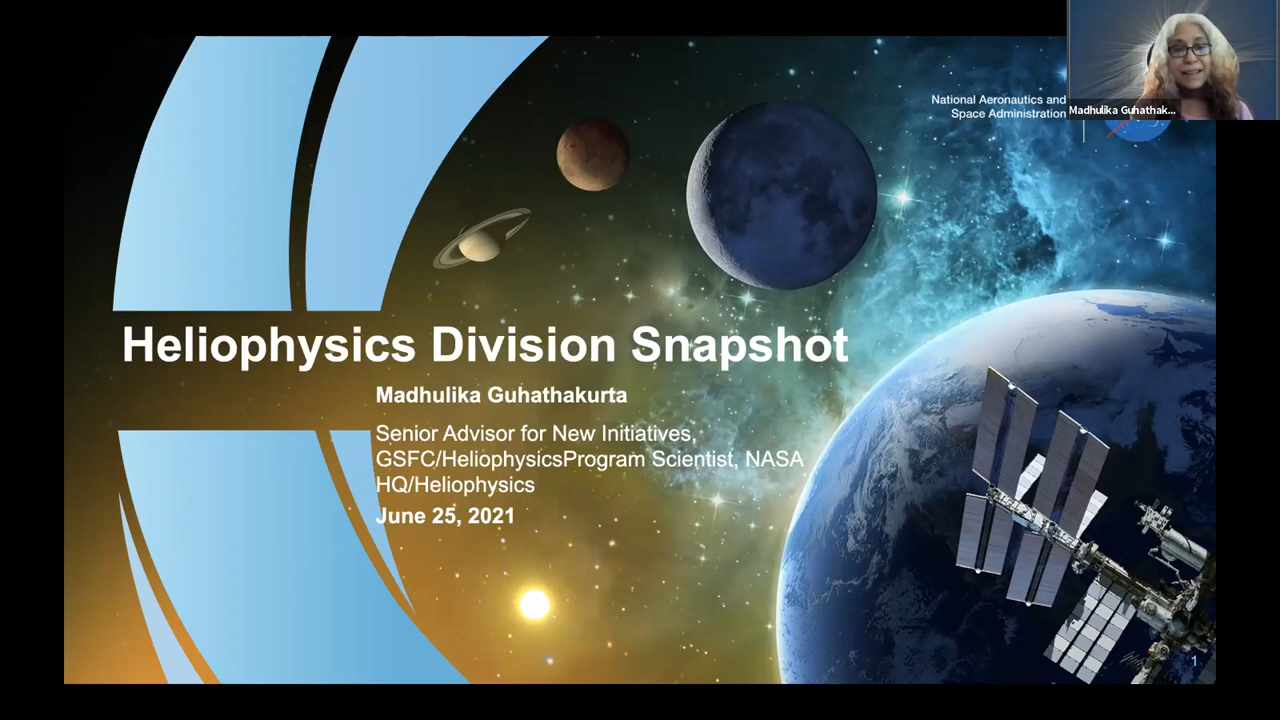 National Aeronautics and
Space Administration
Madhulika Guhathak...
Heliophysics Division Snapshot
Madhulika Guhathakurta
Senior Advisor for New Initiatives,
GSFC/HeliophysicsProgram Scientist, NASA
HQ/Heliophysics
June 25, 2021
1